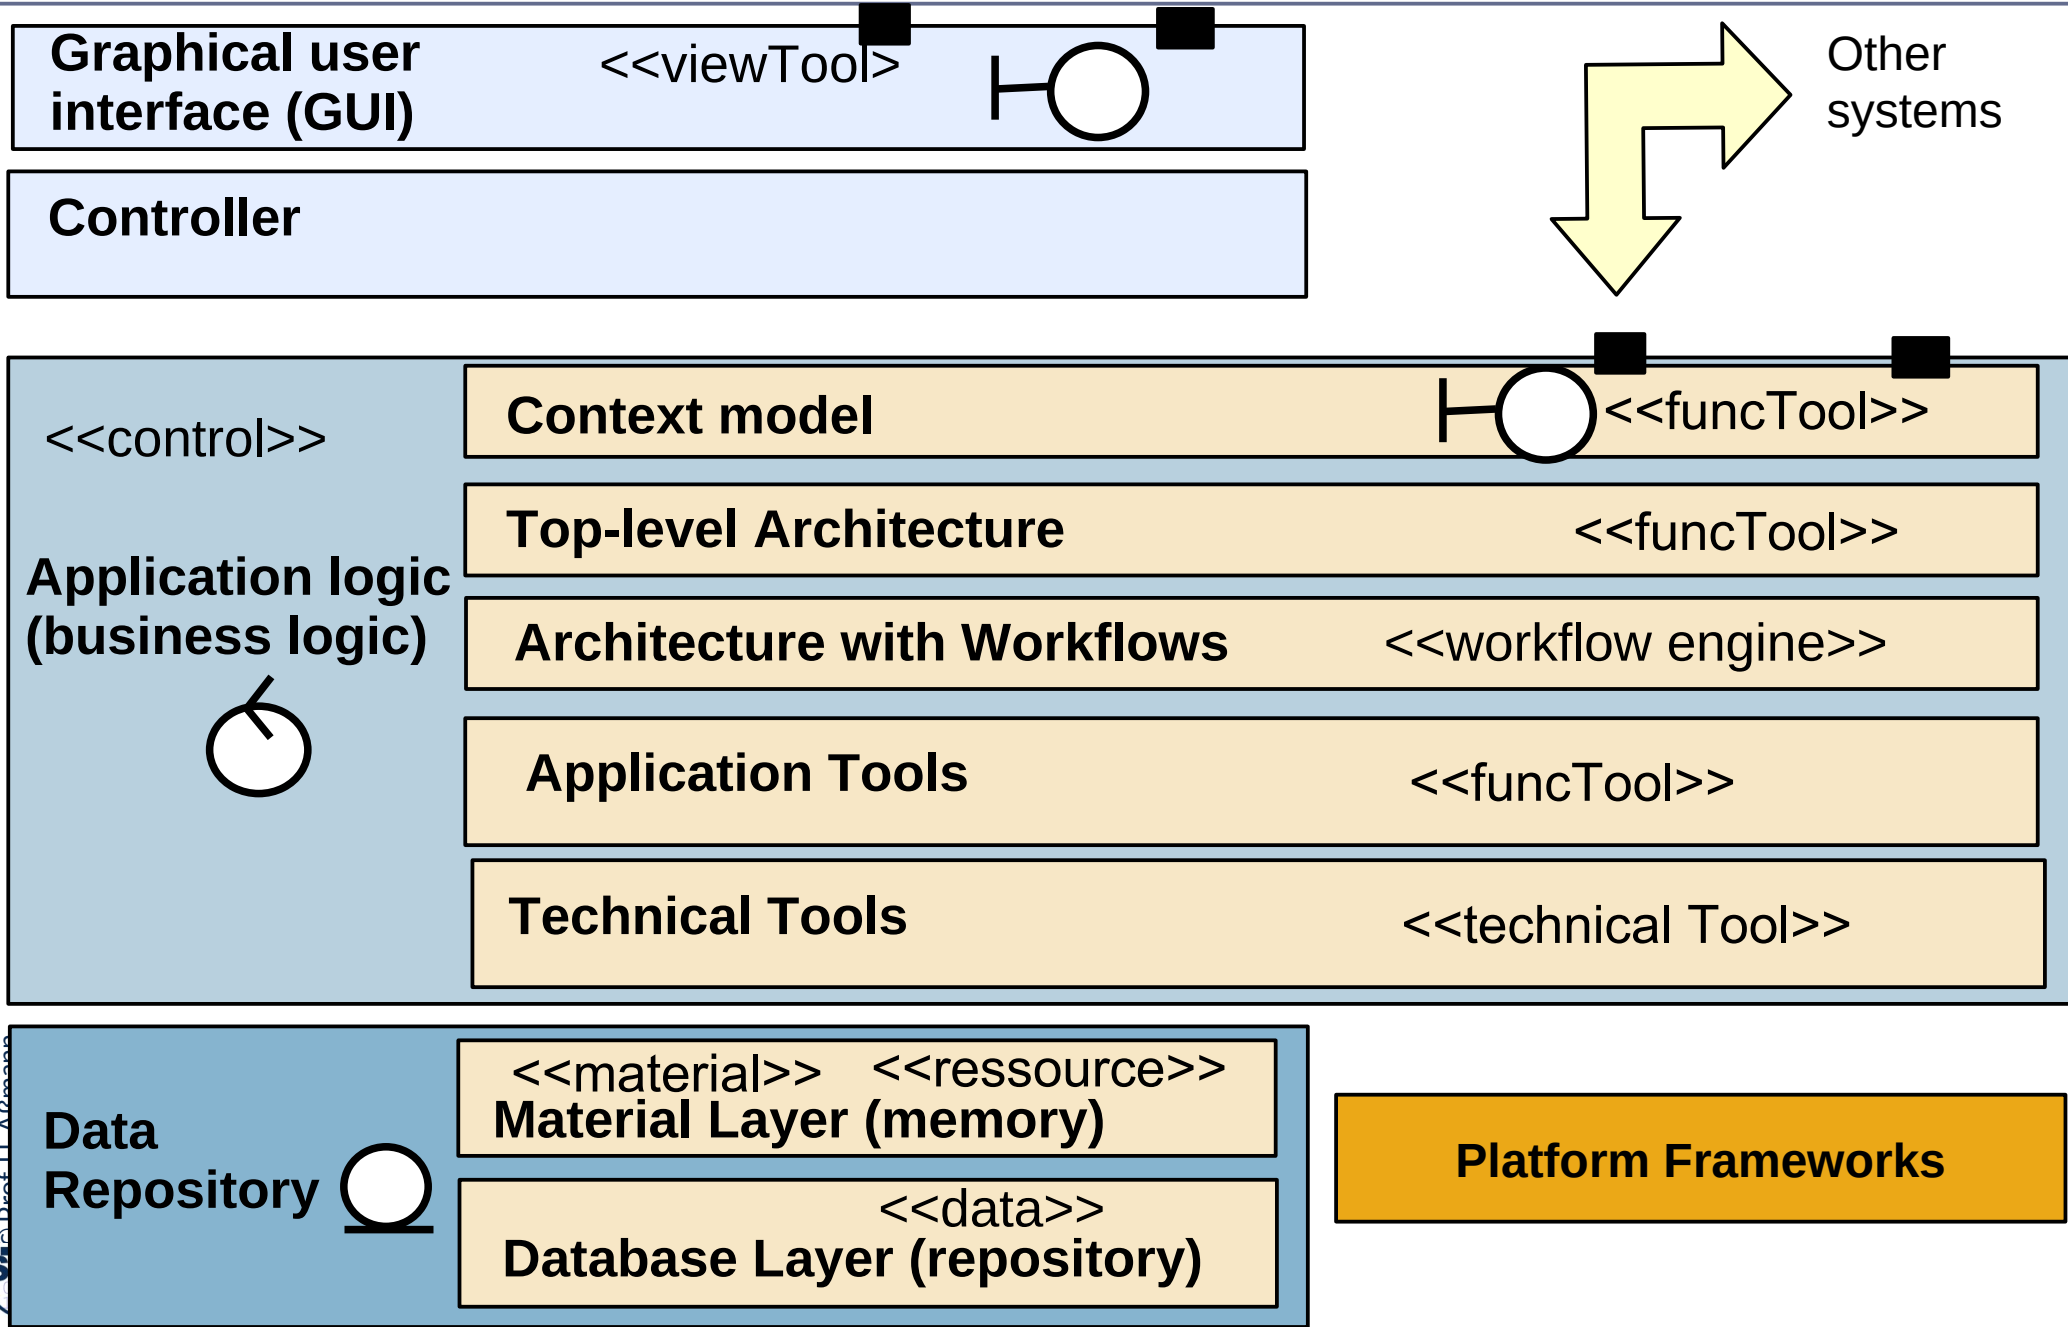 Graphical user
interface (GUI)
<<viewTool>
Other
systems
Controller
<<control>>
Application logic
(business logic)
Context model
<<funcTool>>
Top-level Architecture
<<funcTool>>
Architecture with Workflows
<<workflow engine>>
Application Tools
<<funcTool>>
Technical Tools
<<technical Tool>>
Data
Repository
<<material>> <<ressource>>
Material Layer (memory)
<<data>>
Database Layer (repository)
Platform Frameworks